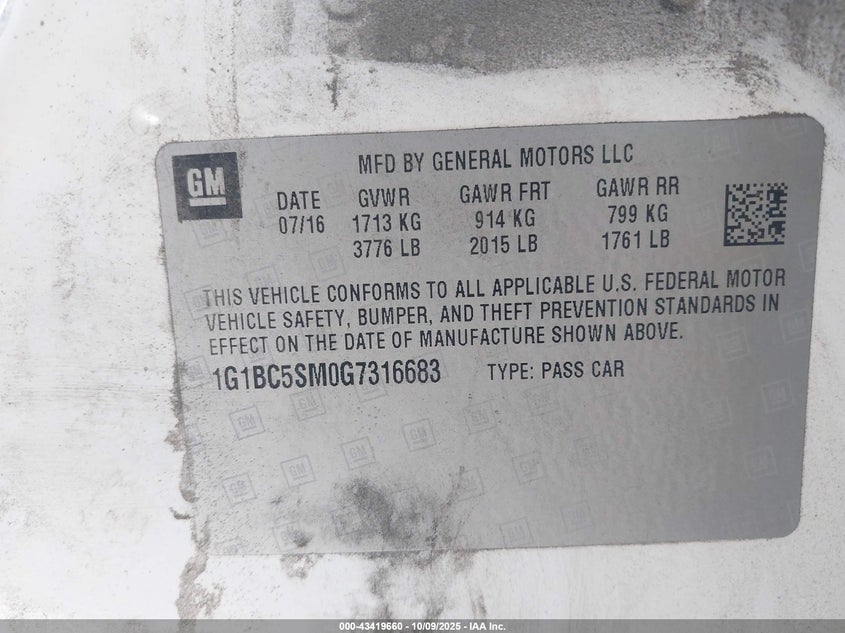 GM
MFD BY GENERAL MOTORS LLC
DATE GVWR GAWR FRT GAWR RR
07/16 1713 KG 914 KG 799 KG
3776 LB 2015 LB 1761 LB
THIS VEHICLE CONFORMS TO ALL APPLICABLE U.S. FEDERAL MOTOR
VEHICLE SAFETY, BUMPER, AND THEFT PREVENTION STANDARDS IN
EFFECT ON THE DATE OF MANUFACTURE SHOWN ABOVE.
1G1BC5SM0G7316683 TYPE: PASS CAR
000-43419660 - 10/09/2025 - IAA Inc.